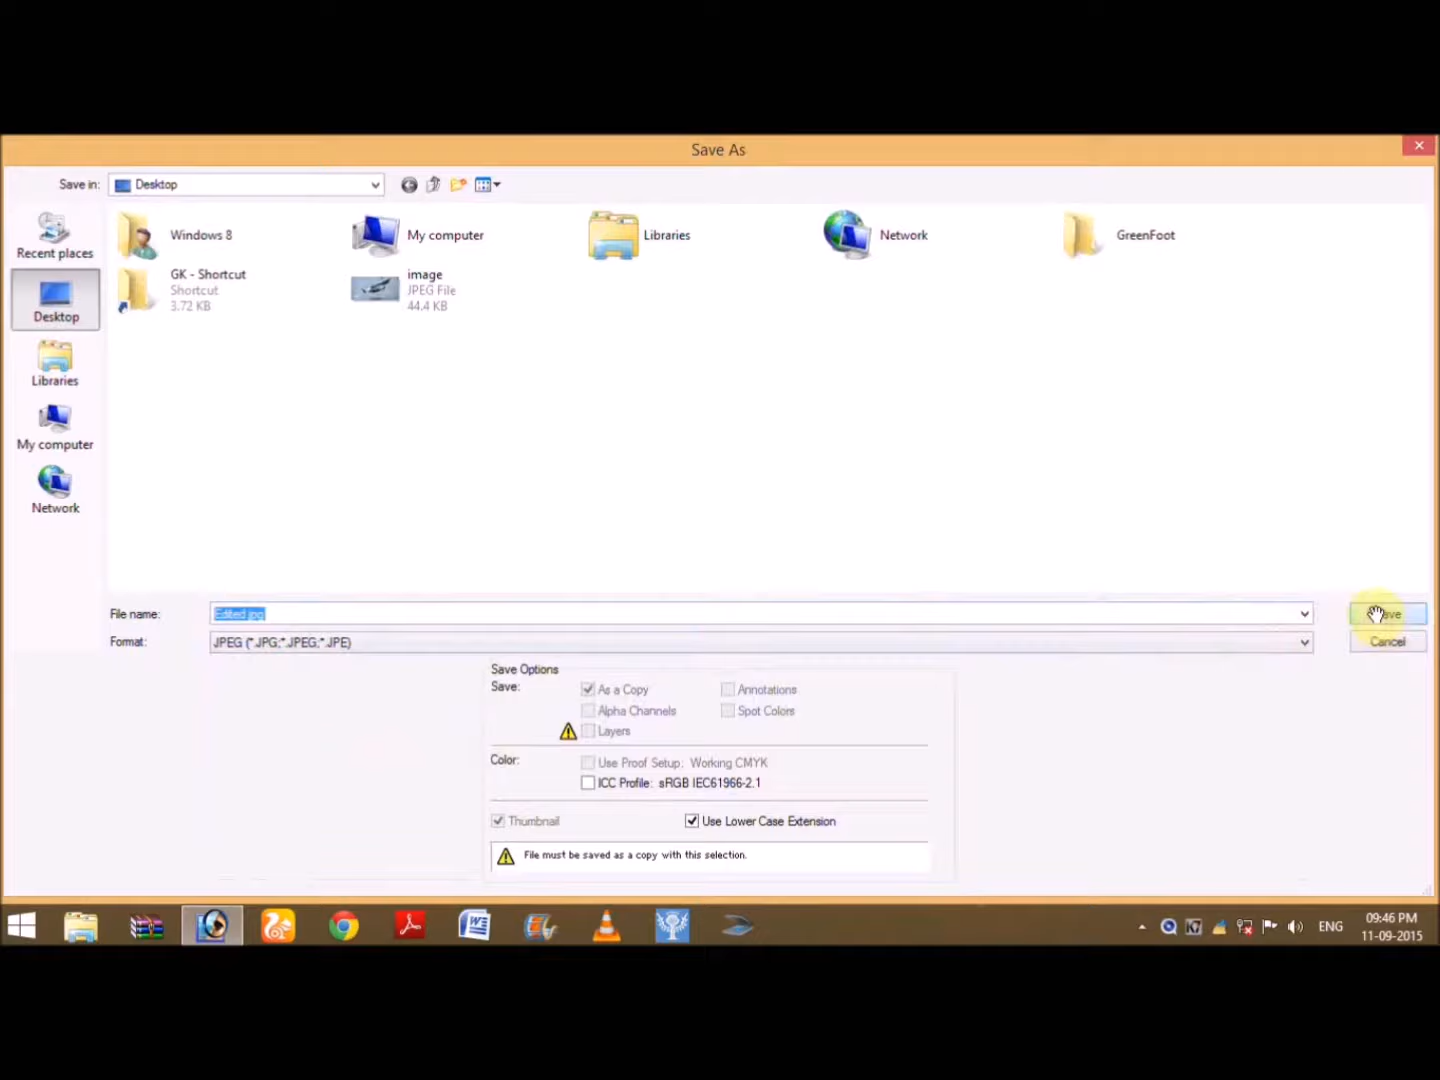 Save As
Save in:
Desktop
Recent places
Desktop
Libraries
My computer
Network
Windows 8
My computer
Libraries
Network
GreenFoot
GK - Shortcut
Shortcut
3.72 KB
image
JPEG File
44.4 KB
File name:
Edited.jpg
Format:
JPEG (*.JPG;*.JPEG;*.JPE)
Cancel
Save Options
Save:
As a Copy
Annotations
Alpha Channels
Spot Colors
Layers
Color:
Use Proof Setup: Working CMYK
ICC Profile: sRGB IEC61966-2.1
Thumbnail
Use Lower Case Extension
File must be saved as a copy with this selection.
ENG
09:46 PM
11-09-2015